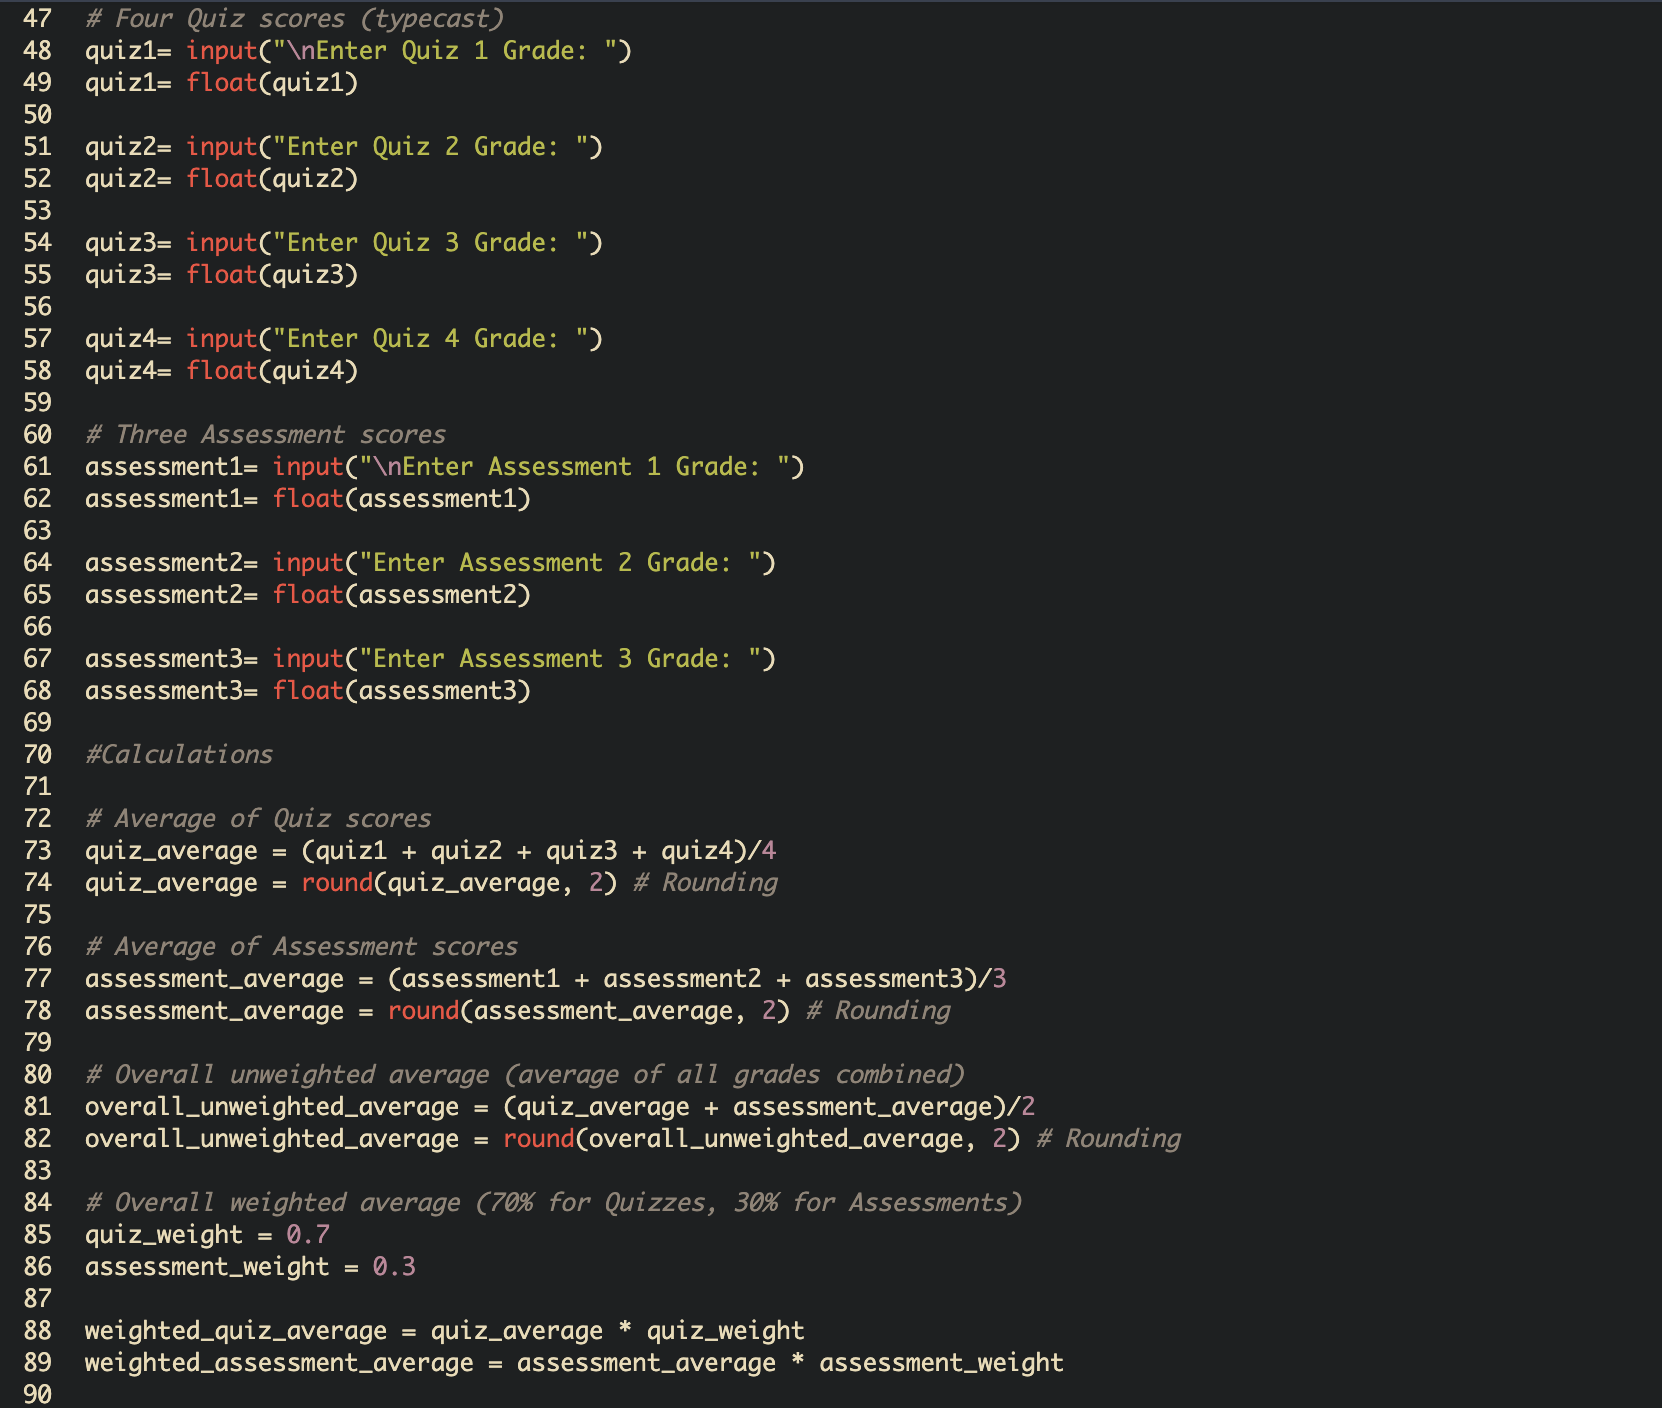 47 # Four Quiz scores (typecast)
48 quiz1= input("\nEnter Quiz 1 Grade: ")
49 quiz1= float(quiz1)
50
51 quiz2= input("Enter Quiz 2 Grade: ")
52 quiz2= float(quiz2)
53
54 quiz3= input("Enter Quiz 3 Grade: ")
55 quiz3= float(quiz3)
56
57 quiz4= input("Enter Quiz 4 Grade: ")
58 quiz4= float(quiz4)
59
60 # Three Assessment scores
61 assessment1= input("\nEnter Assessment 1 Grade: ")
62 assessment1= float(assessment1)
63
64 assessment2= input("Enter Assessment 2 Grade: ")
65 assessment2= float(assessment2)
66
67 assessment3= input("Enter Assessment 3 Grade: ")
68 assessment3= float(assessment3)
69
70 #Calculations
71
72 # Average of Quiz scores
73 quiz_average = (quiz1 + quiz2 + quiz3 + quiz4)/4
74 quiz_average = round(quiz_average, 2) # Rounding
75
76 # Average of Assessment scores
77 assessment_average = (assessment1 + assessment2 + assessment3)/3
78 assessment_average = round(assessment_average, 2) # Rounding
79
80 # Overall unweighted average (average of all grades combined)
81 overall_unweighted_average = (quiz_average + assessment_average)/2
82 overall_unweighted_average = round(overall_unweighted_average, 2) # Rounding
83
84 # Overall weighted average (70% for Quizzes, 30% for Assessments)
85 quiz_weight = 0.7
86 assessment_weight = 0.3
87
88 weighted_quiz_average = quiz_average * quiz_weight
89 weighted_assessment_average = assessment_average * assessment_weight
90